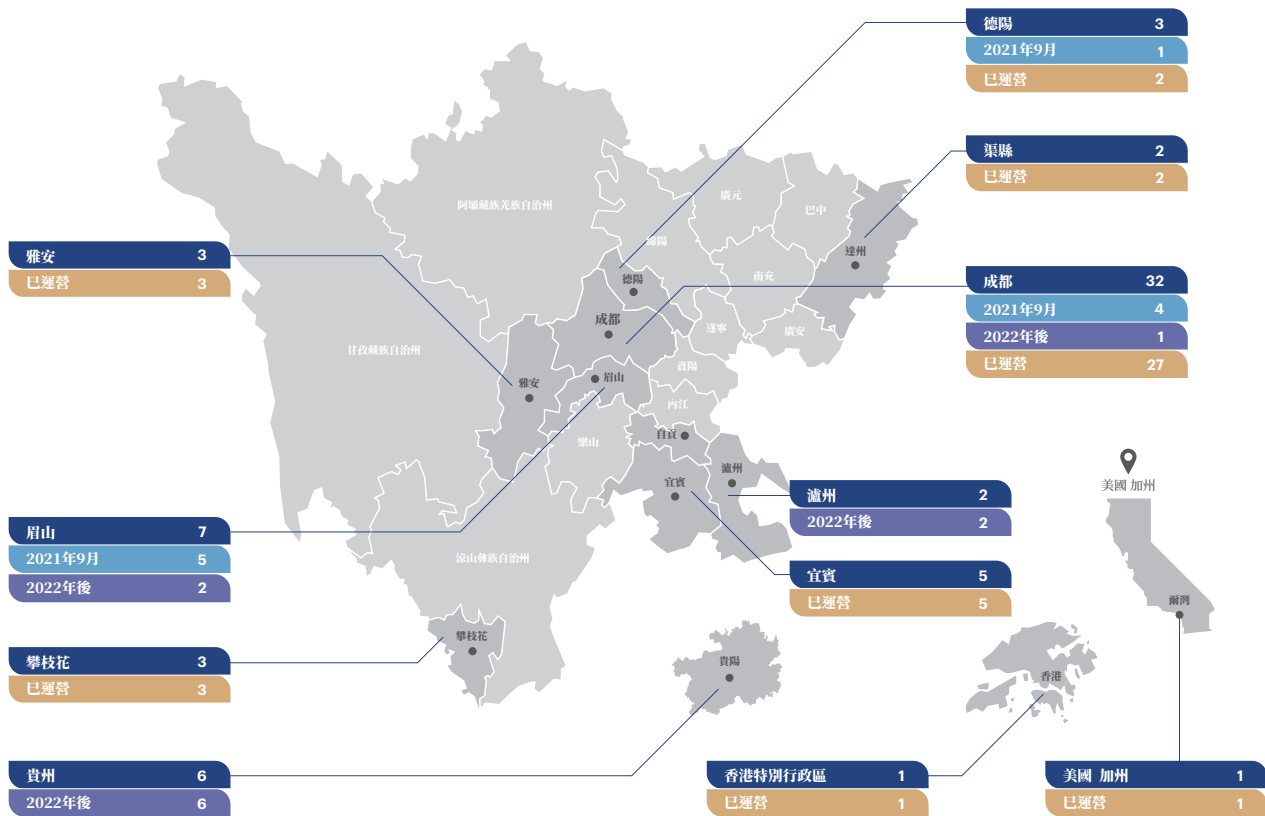 德陽 3
2021年9月 1
已運營 2
渠縣 2
已運營 2
成都 32
2021年9月 4
2022年後 1
已運營 27
雅安 3
已運營 3
眉山 7
2021年9月 5
2022年後 2
攀枝花 3
已運營 3
貴州 6
2022年後 6
瀘州 2
2022年後 2
宜賓 5
已運營 5
香港特別行政區 1
已運營 1
美國 加州 1
已運營 1
阿壩藏族羌族自治州
甘孜藏族自治州
綿陽
廣元
巴中
達州
德陽
南充
成都
遂寧
廣安
資陽
雅安
眉山
內江
樂山
自貢
瀘州
宜賓
涼山彝族自治州
攀枝花
貴陽
香港
美國 加州
爾灣